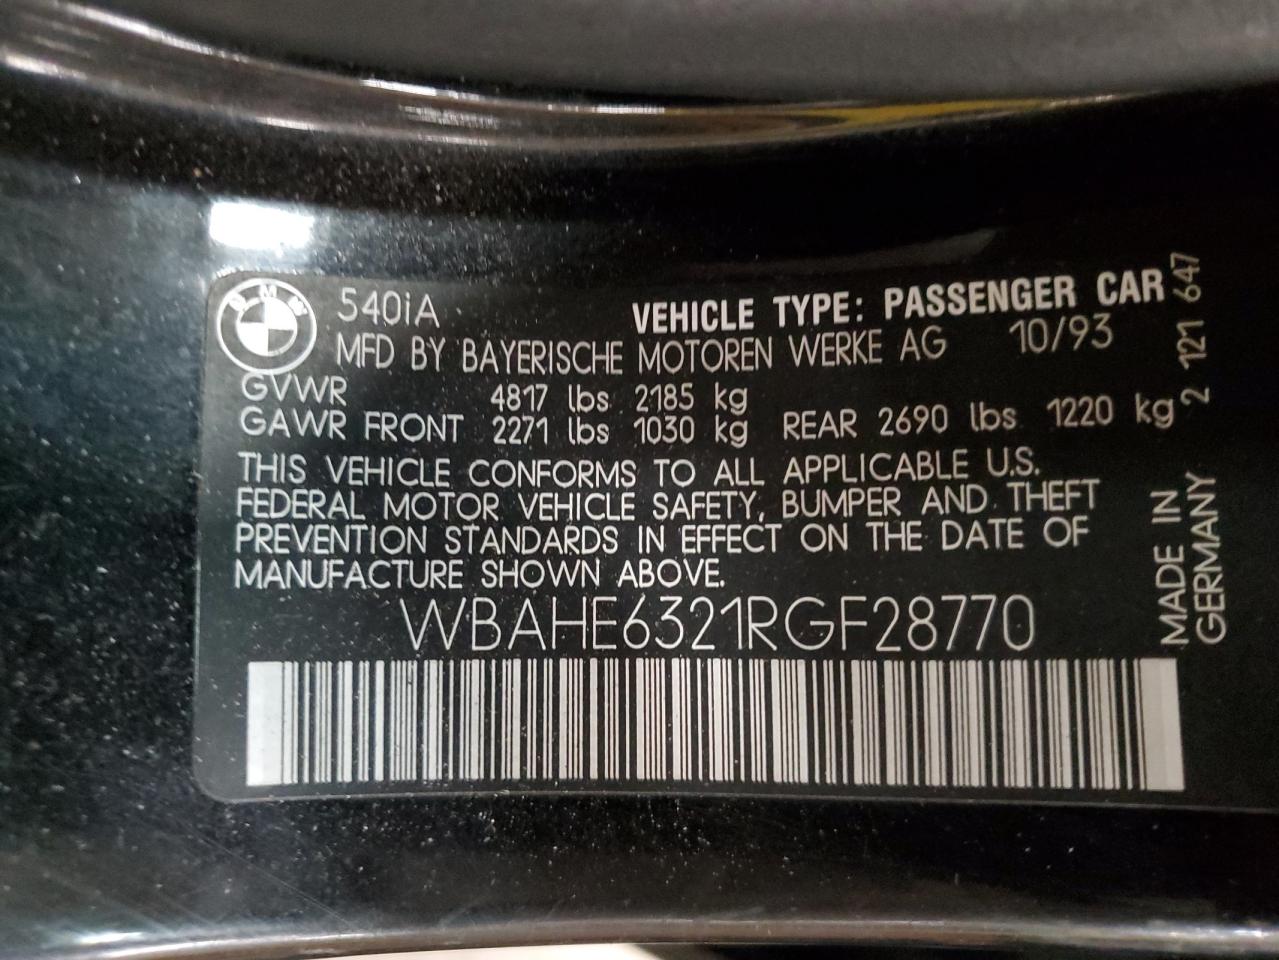 BMW
540iA
VEHICLE TYPE: PASSENGER CAR
MFD BY BAYERISCHE MOTOREN WERKE AG 10/93
GVWR 4817 lbs 2185 kg
GAWR FRONT 2271 lbs 1030 kg REAR 2690 lbs 1220 kg
THIS VEHICLE CONFORMS TO ALL APPLICABLE U.S.
FEDERAL MOTOR VEHICLE SAFETY, BUMPER AND THEFT
PREVENTION STANDARDS IN EFFECT ON THE DATE OF
MANUFACTURE SHOWN ABOVE.
WBAHE6321RGF28770
2 121 647
MADE IN
GERMANY